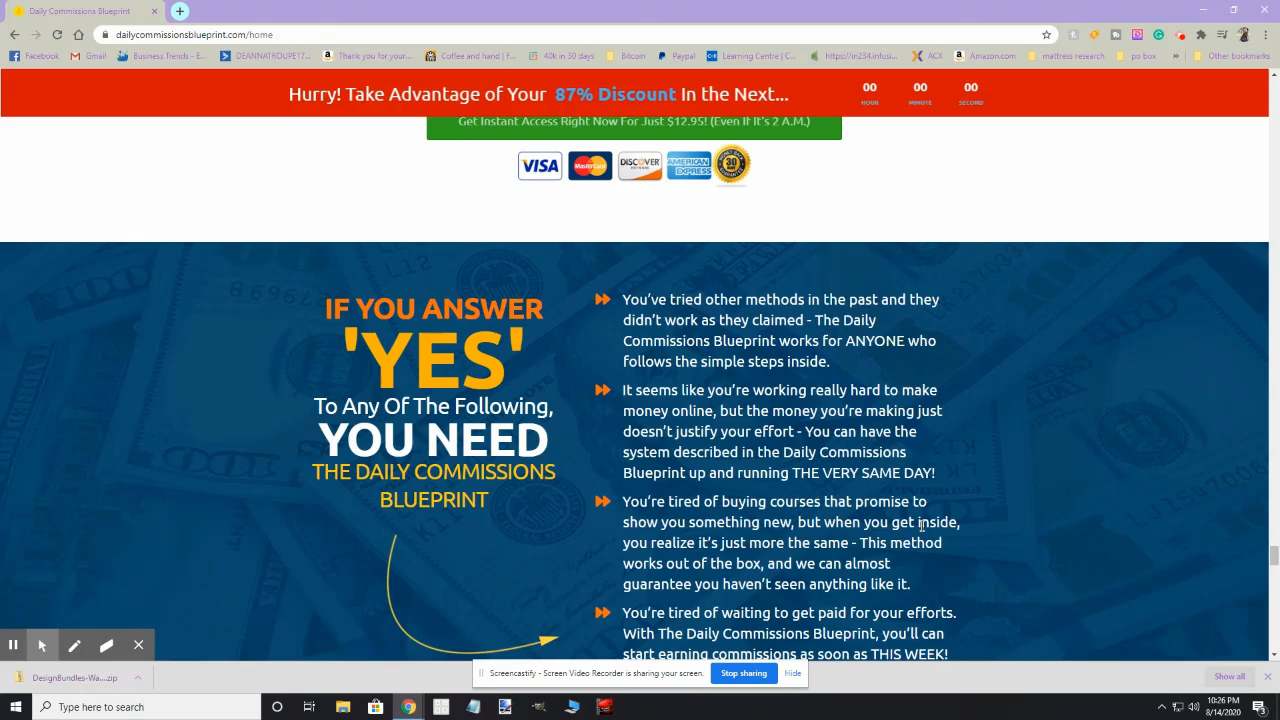 Daily Commissions Blueprint
dailycommissionsblueprint.com/home
Facebook
Gmail
Business Trends - E...
DEANNATROUPE17...
Thank you for your...
Coffee and hand | F...
40k in 30 days
Bitcoin
Paypal
Learning Centre | C...
https://in234.infusi...
ACX
Amazon.com
mattress research
po box
Other bookmarks
Hurry! Take Advantage of Your 87% Discount In the Next...
00 00 00
HOUR MINUTE SECOND
Get Instant Access Right Now For Just $12.95! (Even If It's 2 A.M.)
VISA
MasterCard
DISCOVER
AMERICAN EXPRESS
30
IF YOU ANSWER
'YES'
To Any Of The Following,
YOU NEED
THE DAILY COMMISSIONS
BLUEPRINT
You've tried other methods in the past and they
didn't work as they claimed - The Daily
Commissions Blueprint works for ANYONE who
follows the simple steps inside.
It seems like you're working really hard to make
money online, but the money you're making just
doesn't justify your effort - You can have the
system described in the Daily Commissions
Blueprint up and running THE VERY SAME DAY!
You're tired of buying courses that promise to
show you something new, but when you get inside,
you realize it's just more the same - This method
works out of the box, and we can almost
guarantee you haven't seen anything like it.
You're tired of waiting to get paid for your efforts.
With The Daily Commissions Blueprint, you'll can
start earning commissions as soon as THIS WEEK!
Screencastify - Screen Video Recorder is sharing your screen.
Stop sharing
Hide
DesignBundles-Wa....zip
Show all
Type here to search
10:26 PM
8/14/2020